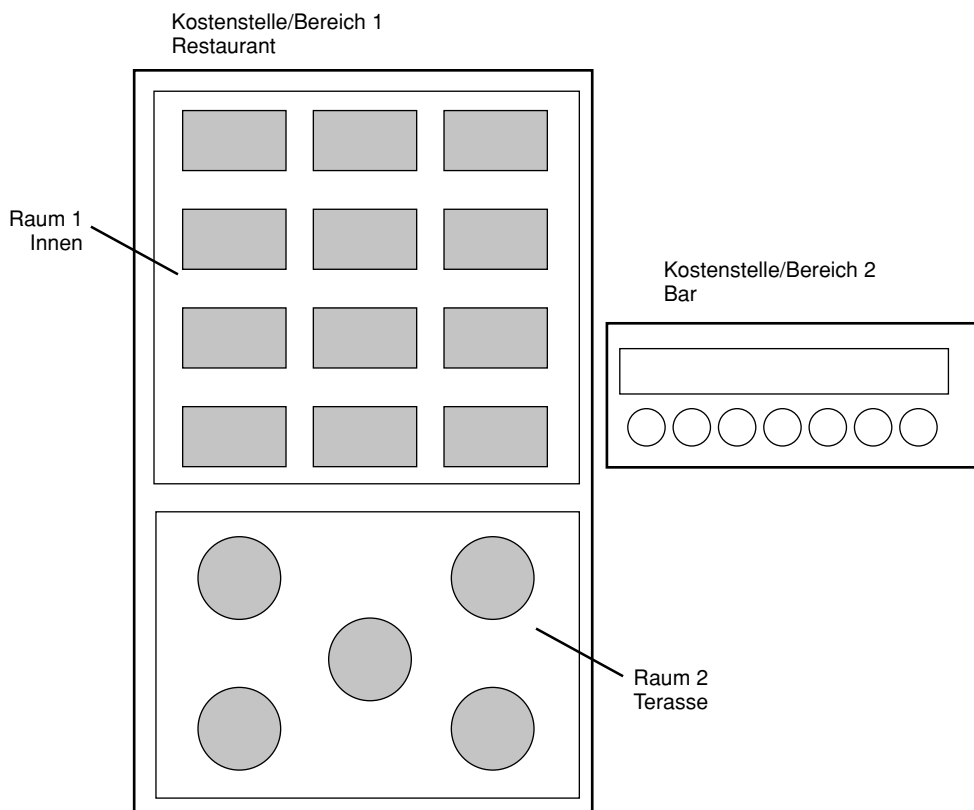 Kostenstelle/Bereich 1
Restaurant
Raum 1
Innen
Kostenstelle/Bereich 2
Bar
Raum 2
Terasse